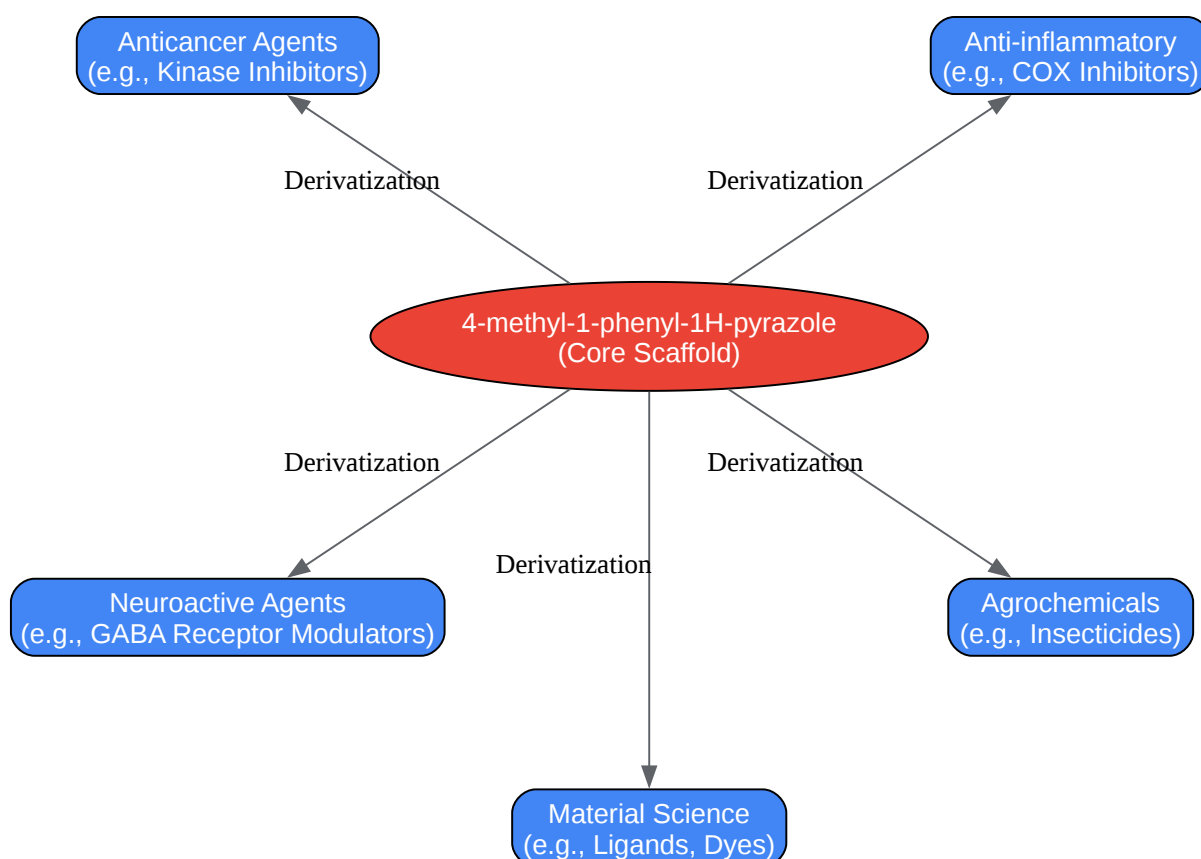 Anticancer Agents
(e.g., Kinase Inhibitors)
Anti-inflammatory
(e.g., COX Inhibitors)
Derivatization
Derivatization
4-methyl-1-phenyl-1H-pyrazole
(Core Scaffold)
Derivatization
Derivatization
Derivatization
Neuroactive Agents
(e.g., GABA Receptor Modulators)
Agrochemicals
(e.g., Insecticides)
Material Science
(e.g., Ligands, Dyes)